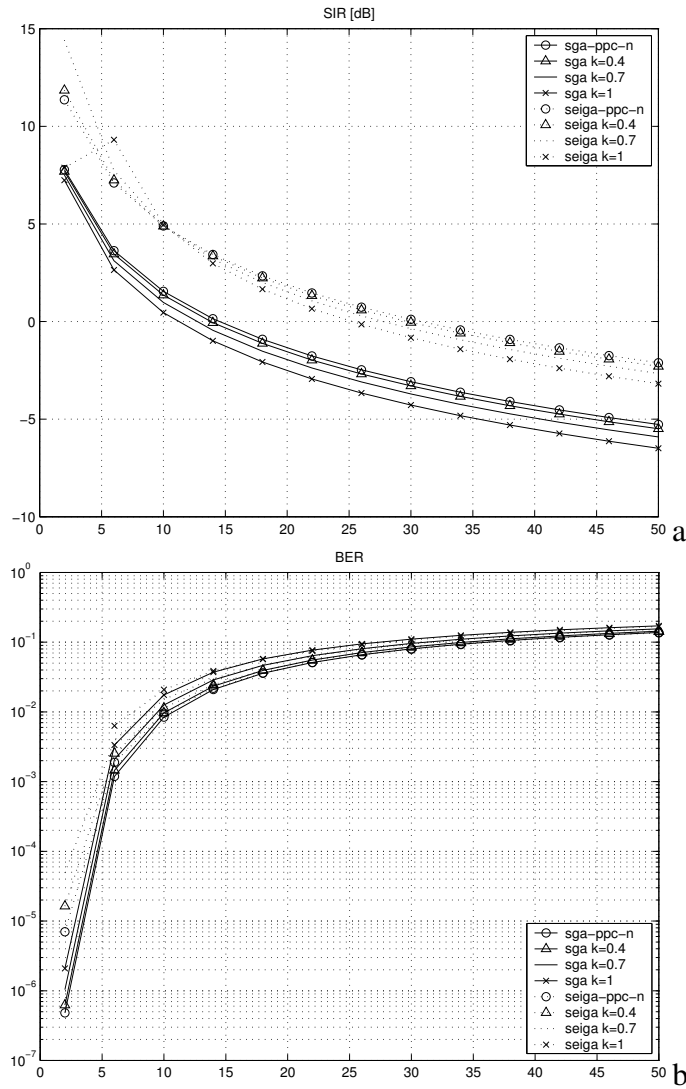 SIR [dB]
15
10
5
0
−5
−10
0 5 10 15 20 25 30 35 40 45 50
sga−ppc−n
sga k=0.4
sga k=0.7
sga k=1
seiga−ppc−n
seiga k=0.4
seiga k=0.7
seiga k=1
a
BER
10^0
10^−1
10^−2
10^−3
10^−4
10^−5
10^−6
10^−7
0 5 10 15 20 25 30 35 40 45 50
sga−ppc−n
sga k=0.4
sga k=0.7
sga k=1
seiga−ppc−n
seiga k=0.4
seiga k=0.7
seiga k=1
b